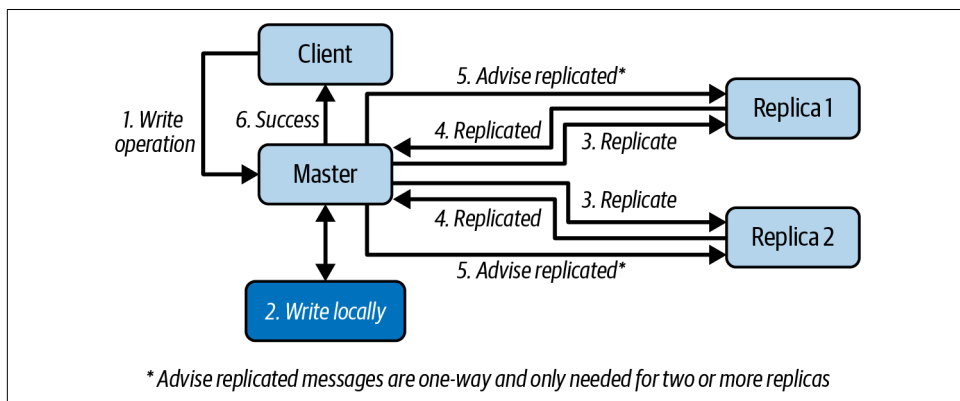 Client
5. Advise replicated*
Replica 1
1. Write
operation
6. Success
4. Replicated
3. Replicate
Master
3. Replicate
4. Replicated
Replica 2
5. Advise replicated*
2. Write locally
* Advise replicated messages are one-way and only needed for two or more replicas